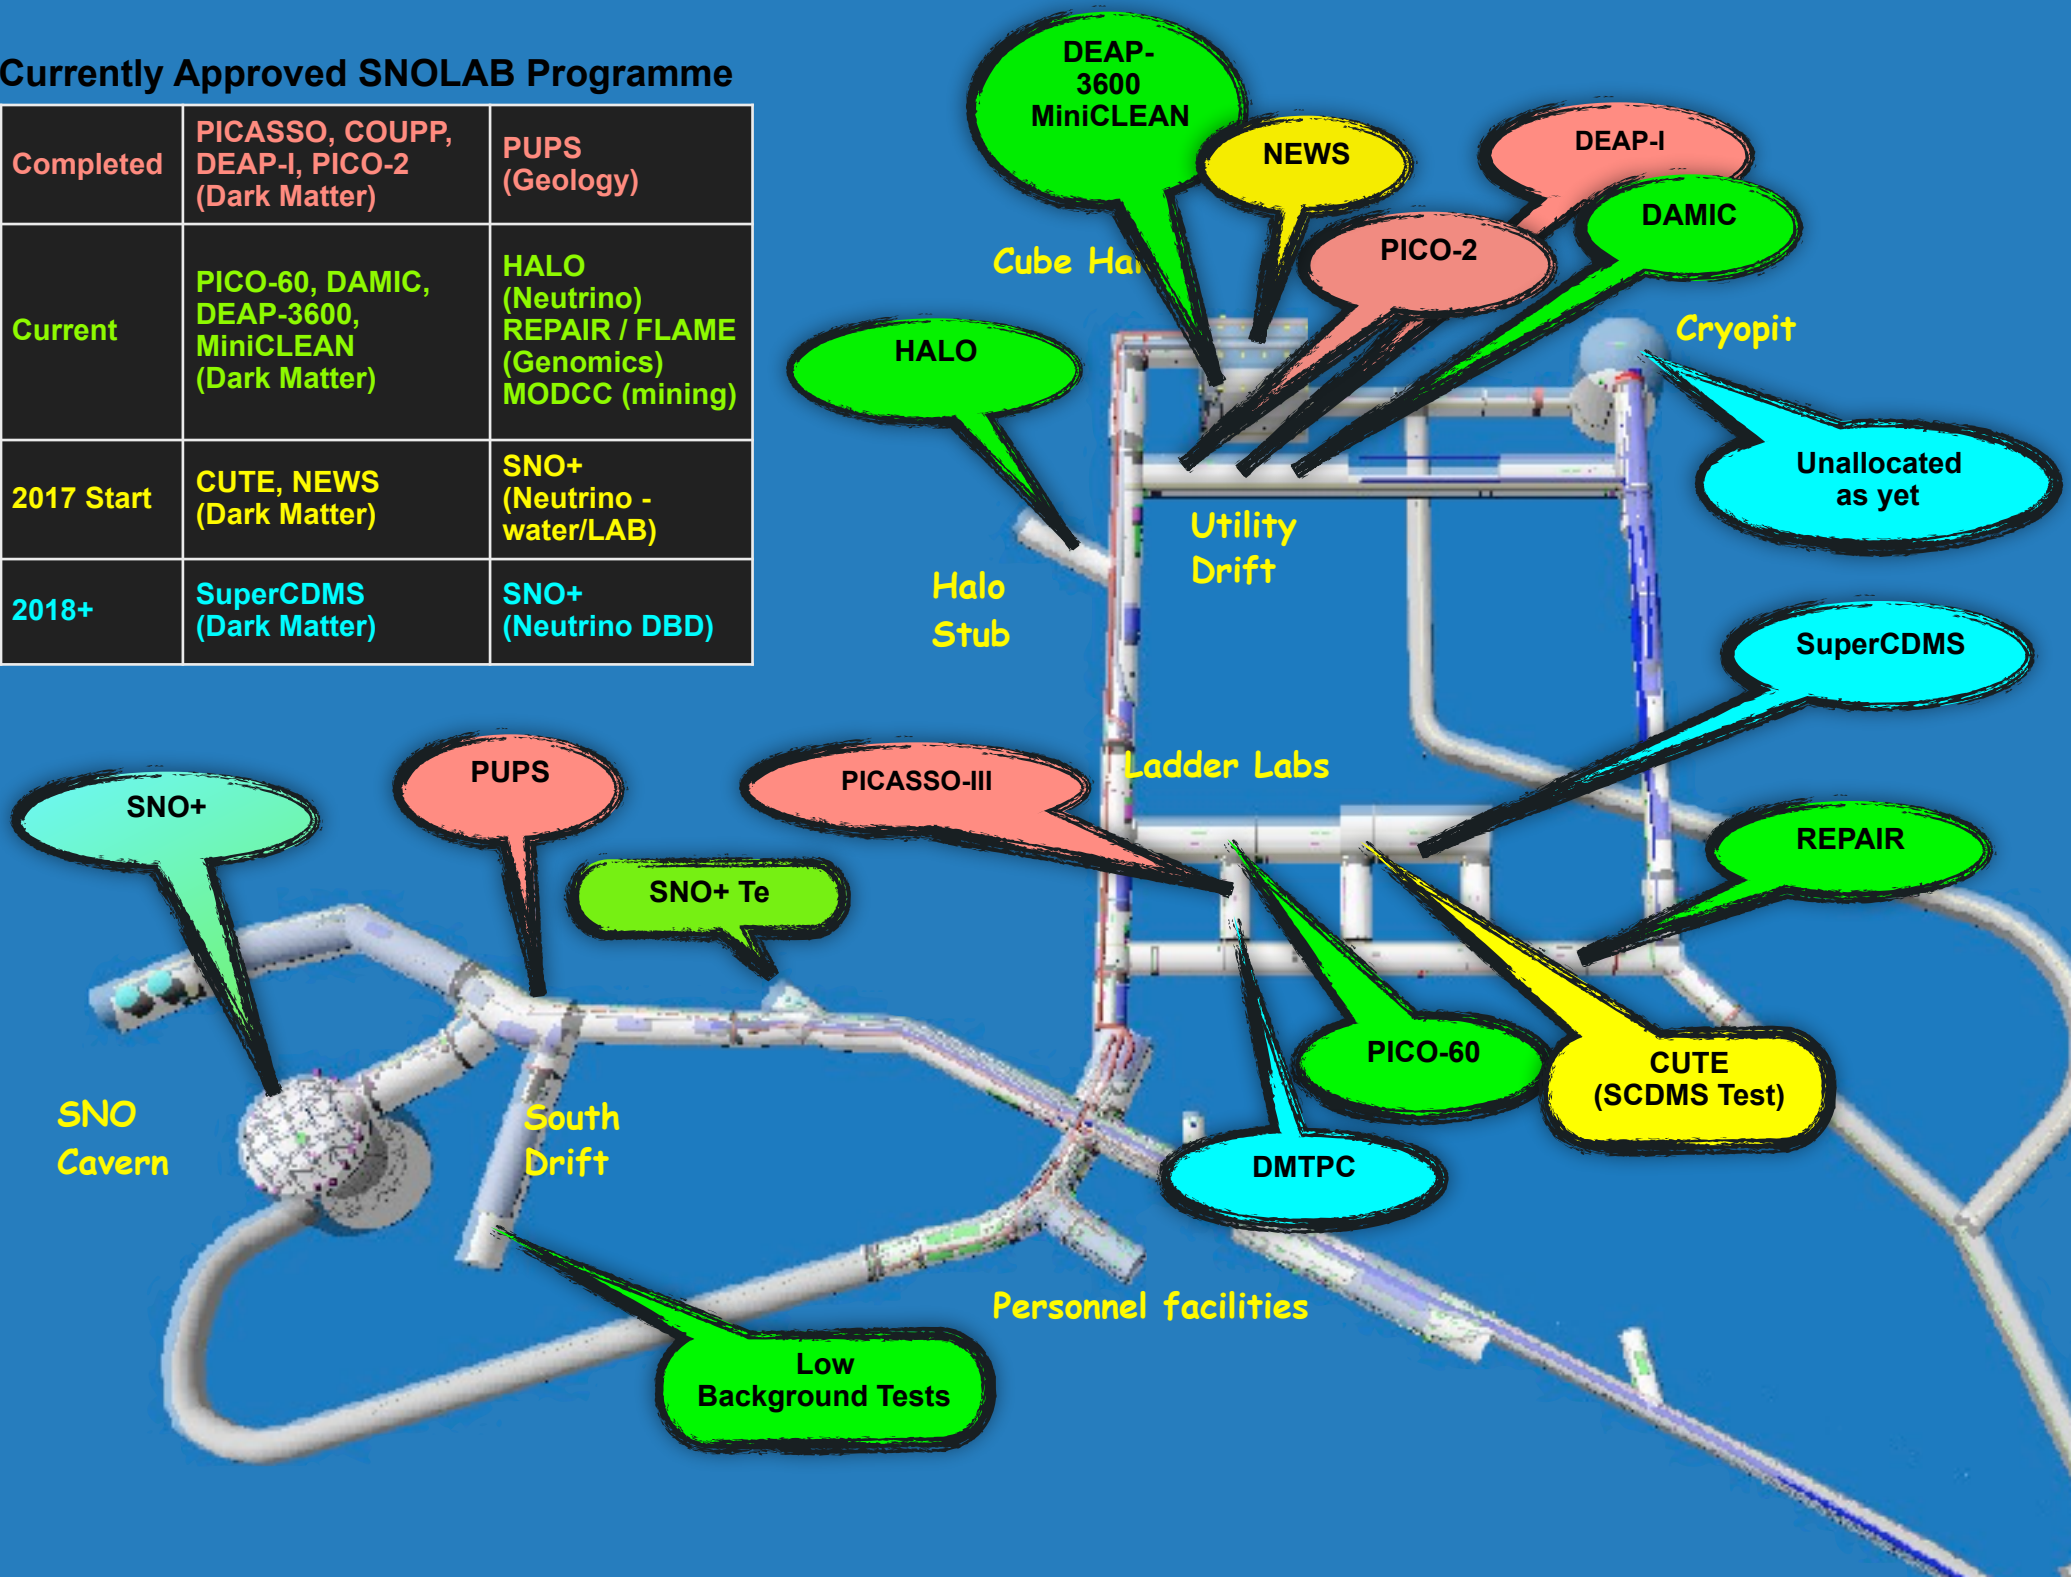 Currently Approved SNOLAB Programme
Completed
PICASSO, COUPP,
DEAP-I, PICO-2
(Dark Matter)
PUPS
(Geology)
Current
PICO-60, DAMIC,
DEAP-3600,
MiniCLEAN
(Dark Matter)
HALO
(Neutrino)
REPAIR / FLAME
(Genomics)
MODCC (mining)
2017 Start
CUTE, NEWS
(Dark Matter)
SNO+
(Neutrino -
water/LAB)
2018+
SuperCDMS
(Dark Matter)
SNO+
(Neutrino DBD)
DEAP-
3600
MiniCLEAN
NEWS
DEAP-I
DAMIC
PICO-2
Cube Ha
HALO
Cryopit
Unallocated
as yet
Utility
Drift
Halo
Stub
SuperCDMS
Ladder Labs
PUPS
PICASSO-III
SNO+
SNO+ Te
REPAIR
PICO-60
CUTE
(SCDMS Test)
SNO
Cavern
South
Drift
DMTPC
Personnel facilities
Low
Background Tests